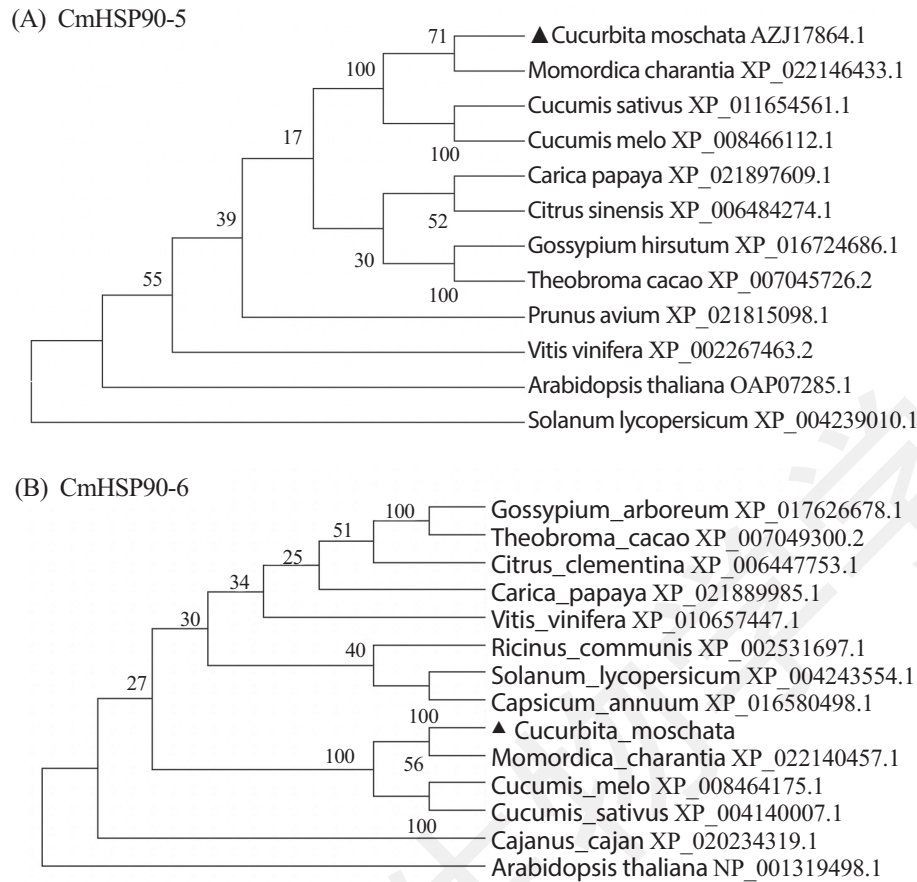 (A) CmHSP90-5
71
▲Cucurbita moschata AZJ17864.1
Momordica charantia XP_022146433.1
100
Cucumis sativus XP_011654561.1
Cucumis melo XP_008466112.1
100
17
Carica papaya XP_021897609.1
Citrus sinensis XP_006484274.1
52
39
Gossypium hirsutum XP_016724686.1
30
Theobroma cacao XP_007045726.2
100
55
Prunus avium XP_021815098.1
Vitis vinifera XP_002267463.2
Arabidopsis thaliana OAP07285.1
Solanum lycopersicum XP_004239010.1
(B) CmHSP90-6
100
Gossypium_arboreum XP_017626678.1
51
Theobroma_cacao XP_007049300.2
25
Citrus_clementina XP_006447753.1
34
Carica_papaya XP_021889985.1
30
Vitis_vinifera XP_010657447.1
40
Ricinus_communis XP_002531697.1
27
Solanum_lycopersicum XP_004243554.1
Capsicum_annuum XP_016580498.1
100
▲ Cucurbita_moschata
100
56
Momordica_charantia XP_022140457.1
Cucumis_melo XP_008464175.1
Cucumis_sativus XP_004140007.1
100
Cajanus_cajan XP_020234319.1
Arabidopsis thaliana NP_001319498.1